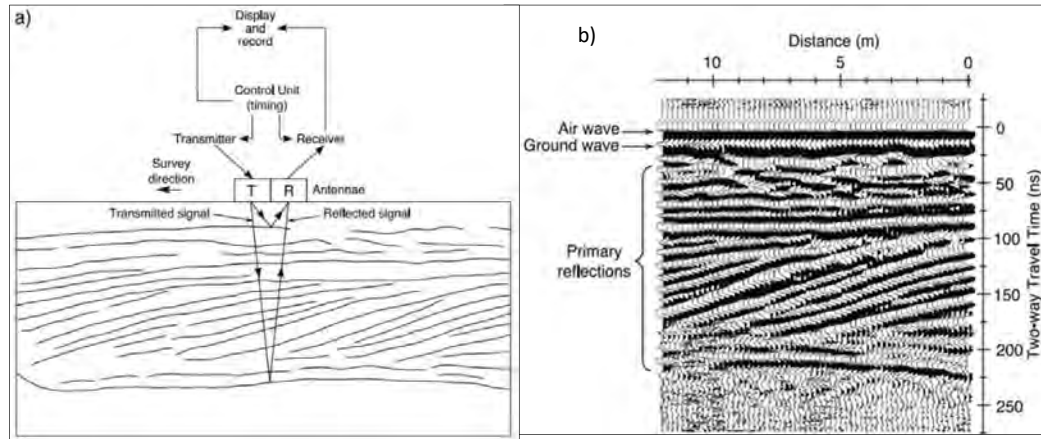 a)
Display
and
record
Control Unit
(timing)
Transmitter
Receiver
Survey
direction
T
R
Antennae
Transmitted signal
Reflected signal
b)
Distance (m)
10
5
0
Air wave
Ground wave
Primary
reflections
0
50
100
150
200
250
Two-way Travel Time (ns)